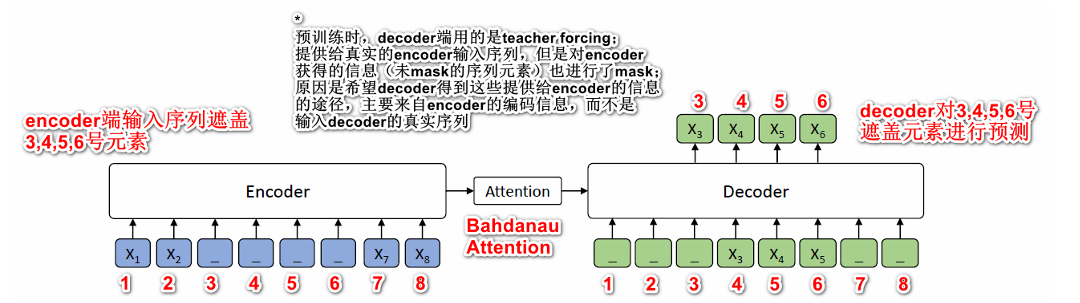 *
预训练时，decoder端用的是teacher forcing；
提供给真实的encoder输入序列，但是对encoder
获得的信息（未mask的序列元素）也进行了mask；
原因是希望decoder得到这些提供给encoder的信息
的途径，主要来自encoder的编码信息，而不是
输入decoder的真实序列
encoder端输入序列遮盖
3,4,5,6号元素
3 4 5 6
X₃ X₄ X₅ X₆
decoder对3,4,5,6号
遮盖元素进行预测
Encoder
Attention
Decoder
Bahdanau
Attention
X₁ X₂ _ _ _ _ X₇ X₈
1 2 3 4 5 6 7 8
_ _ _ X₃ X₄ X₅ _ _
1 2 3 4 5 6 7 8